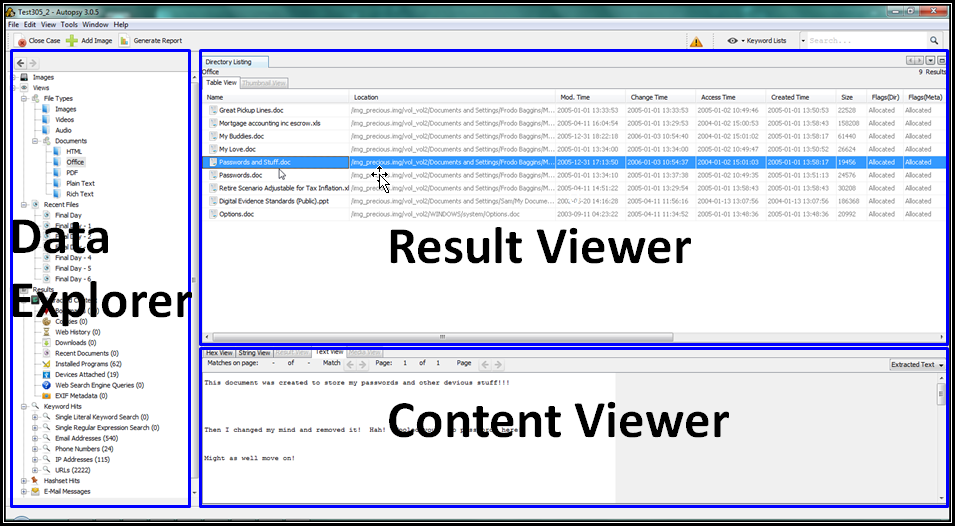 Test305_2 - Autopsy 3.0.5
File Edit View Tools Window Help
Close Case Add Image Generate Report Keyword Lists Search...
Directory Listing
Office 9 Results
Table View Thumbnail View
Name Location Mod. Time Change Time Access Time Created Time Size Flags(Dir) Flags(Meta)
Great Pickup Lines.doc /img_precious.img/vol_vol2/Documents and Settings/Frodo Baggins/M... 2005-01-01 13:33:53 2005-01-01 13:33:53 2005-01-02 10:49:46 2005-01-01 13:50:53 22528 Allocated Allocated
Mortgage accounting inc escrow.xls /img_precious.img/vol_vol2/Documents and Settings/Frodo Baggins/M... 2005-04-11 16:04:54 2005-04-11 16:04:54 2004-01-02 15:00:53 2005-01-01 13:58:43 158208 Allocated Allocated
My Buddies.doc /img_precious.img/vol_vol2/Documents and Settings/Frodo Baggins/M... 2005-12-31 18:22:18 2006-01-03 10:54:40 2004-01-02 15:01:02 2005-01-01 13:58:17 61440 Allocated Allocated
My Love.doc /img_precious.img/vol_vol2/Documents and Settings/Frodo Baggins/M... 2005-01-01 13:34:00 2005-01-01 13:34:00 2005-01-02 10:49:47 2005-01-01 13:50:52 26624 Allocated Allocated
Passwords and Stuff.doc /img_precious.img/vol_vol2/Documents and Settings/Frodo Baggins/M... 2005-12-31 17:13:50 2006-01-03 10:54:37 2004-01-02 15:01:03 2005-01-01 13:58:17 19456 Allocated Allocated
Passwords.doc /img_precious.img/vol_vol2/Documents and Settings/Frodo Baggins/M... 2005-01-01 13:34:10 2005-01-01 13:34:10 2005-01-02 10:49:47 2005-01-01 13:51:13 24576 Allocated Allocated
Retire Scenario Adjustable for Tax Inflation.xl /img_precious.img/vol_vol2/Documents and Settings/Frodo Baggins/M... 2005-04-11 14:51:22 2005-01-01 13:29:54 2005-01-01 13:58:43 2005-01-01 13:58:43 30208 Allocated Allocated
Digital Evidence Standards (Public).ppt /img_precious.img/vol_vol2/Documents and Settings/Sam/My Docume... 14:16:28 2005-04-11 14:16:28 2005-01-01 13:54:36 2005-01-01 13:54:36 186368 Allocated Allocated
Options.doc /img_precious.img/vol_vol2/WINDOWS/system/Options.doc 2003-09-11 04:23:22 2005-04-11 11:34:52 2005-01-01 13:48:36 2005-01-01 13:48:36 20992 Allocated Allocated
Images
Views
File Types
Images
Videos
Audio
Documents
HTML
Office
PDF
Plain Text
Rich Text
Recent Files
Final Day
Final Day - 1
Final Day - 4
Final Day - 5
Final Day - 6
Results
Web History (0)
Downloads (0)
Recent Documents (0)
Installed Programs (62)
Devices Attached (19)
Web Search Engine Queries (0)
EXIF Metadata (0)
Keyword Hits
Single Literal Keyword Search (0)
Single Regular Expression Search (0)
Email Addresses (540)
Phone Numbers (24)
IP Addresses (115)
URLs (2222)
Hashset Hits
E-Mail Messages
Data
Explorer
Result Viewer
Hex View String View Result View Text View Media View
Matches on page: - of - Match Page: 1 of 1 Page Extracted Text
This document was created to store my passwords and other devious stuff!!!
Then I changed my mind and removed it! Hah!
Might as well move on!
Content Viewer